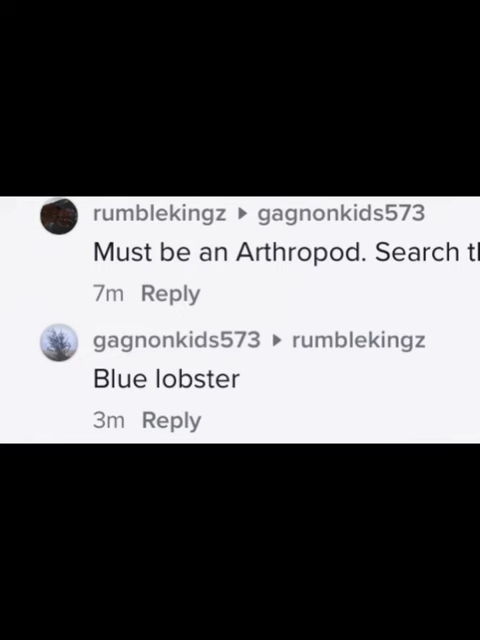 rumblekingz ▸ gagnonkids573
Must be an Arthropod. Search
7m Reply
gagnonkids573 ▸ rumblekingz
Blue lobster
3m Reply